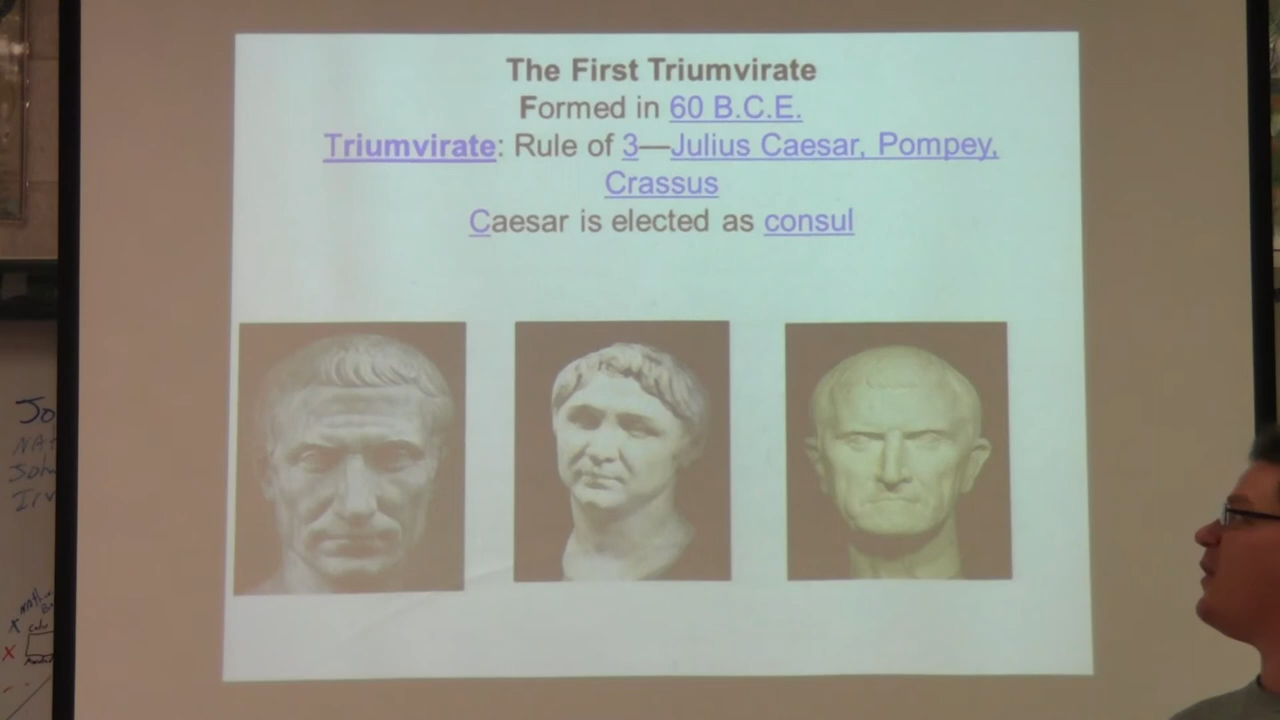 The First Triumvirate
Formed in 60 B.C.E.
Triumvirate: Rule of 3—Julius Caesar, Pompey,
Crassus
Caesar is elected as consul
Jo
X
X